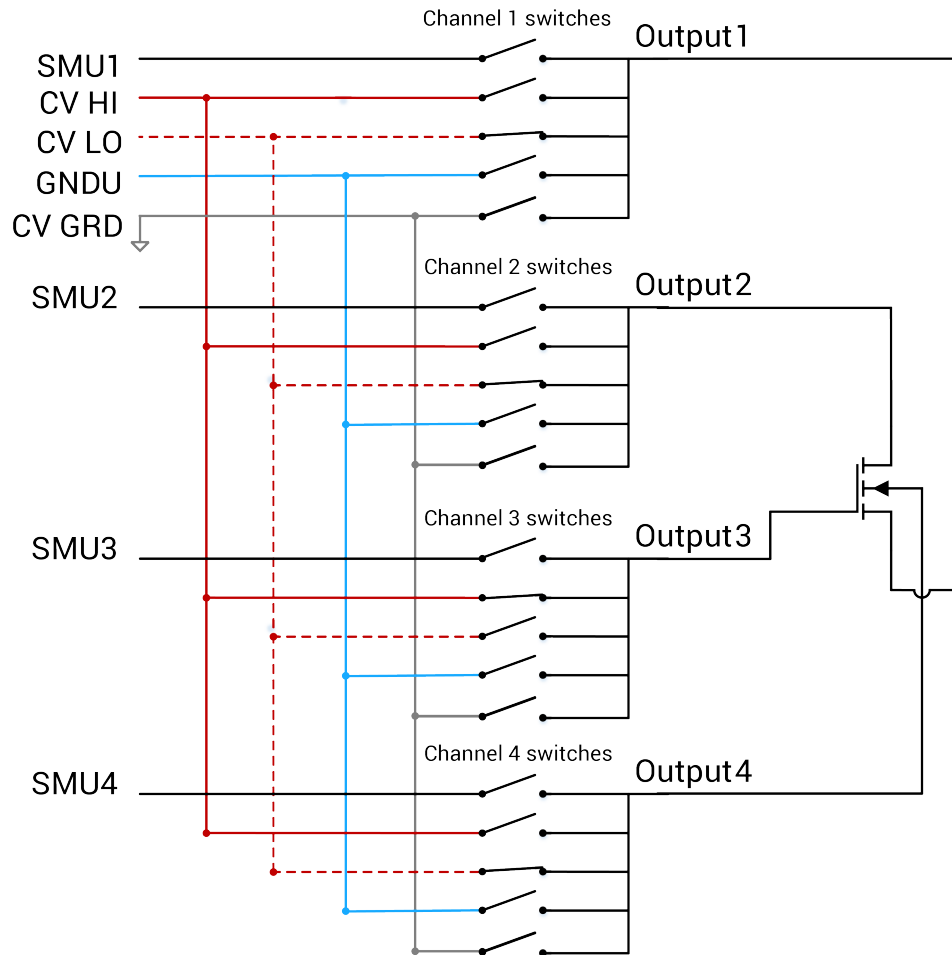 Channel 1 switches
Output1
SMU1
CV HI
CV LO
GNDU
CV GRD
Channel 2 switches
Output2
SMU2
Channel 3 switches
Output3
SMU3
Channel 4 switches
Output4
SMU4